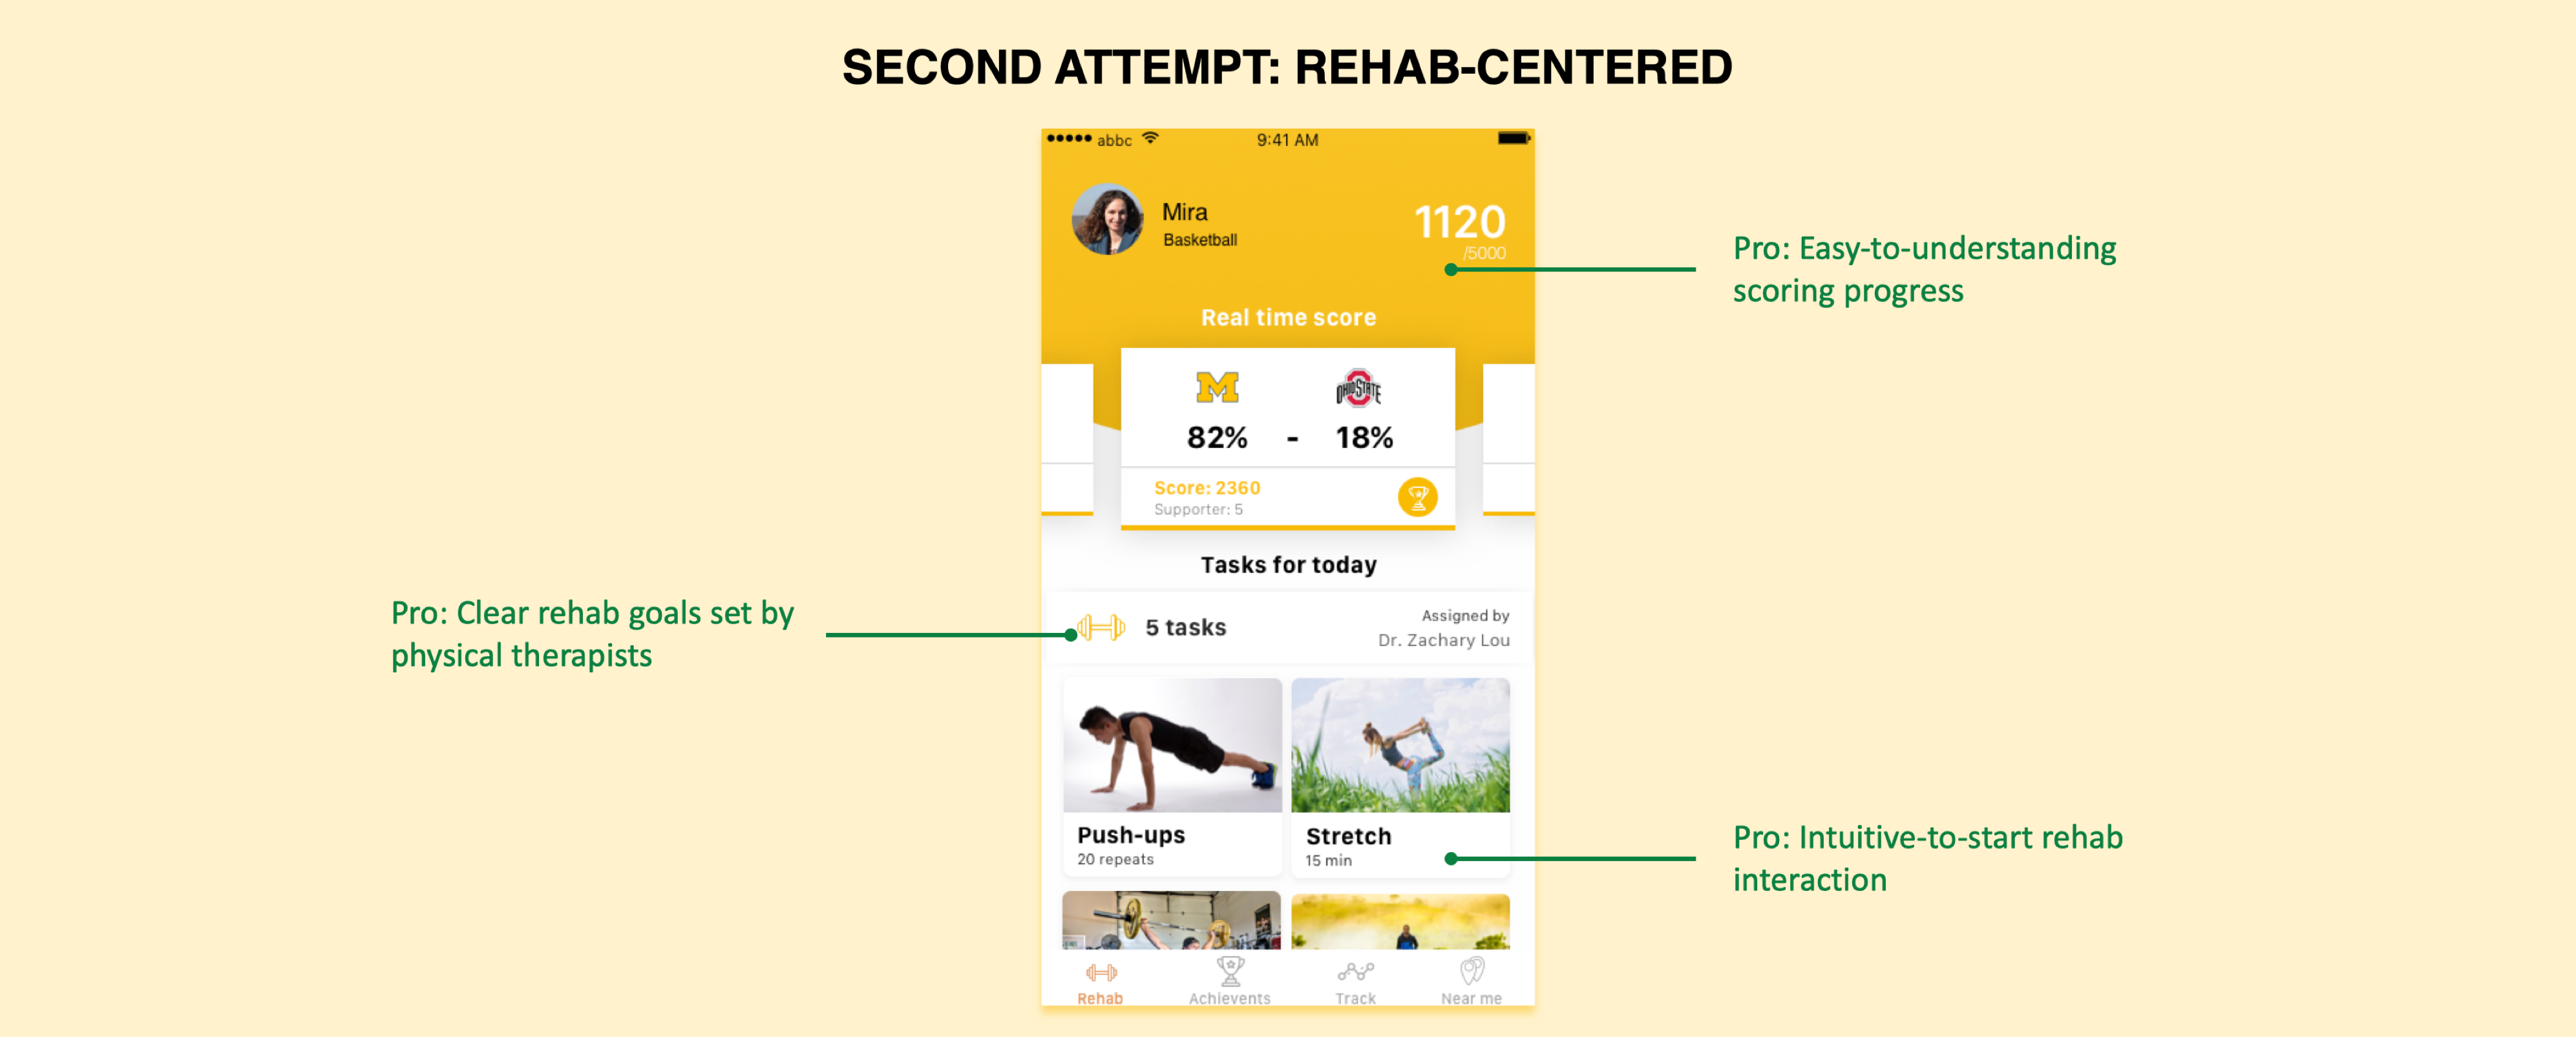 SECOND ATTEMPT: REHAB-CENTERED
abbc
9:41 AM
Mira
Basketball
1120
/5000
Pro: Easy-to-understanding
scoring progress
Real time score
M
OHIO STATE
82% - 18%
Score: 2360
Supporter: 5
Tasks for today
Pro: Clear rehab goals set by
physical therapists
5 tasks
Assigned by
Dr. Zachary Lou
Push-ups
20 repeats
Stretch
15 min
Pro: Intuitive-to-start rehab
interaction
Rehab
Achievents
Track
Near me